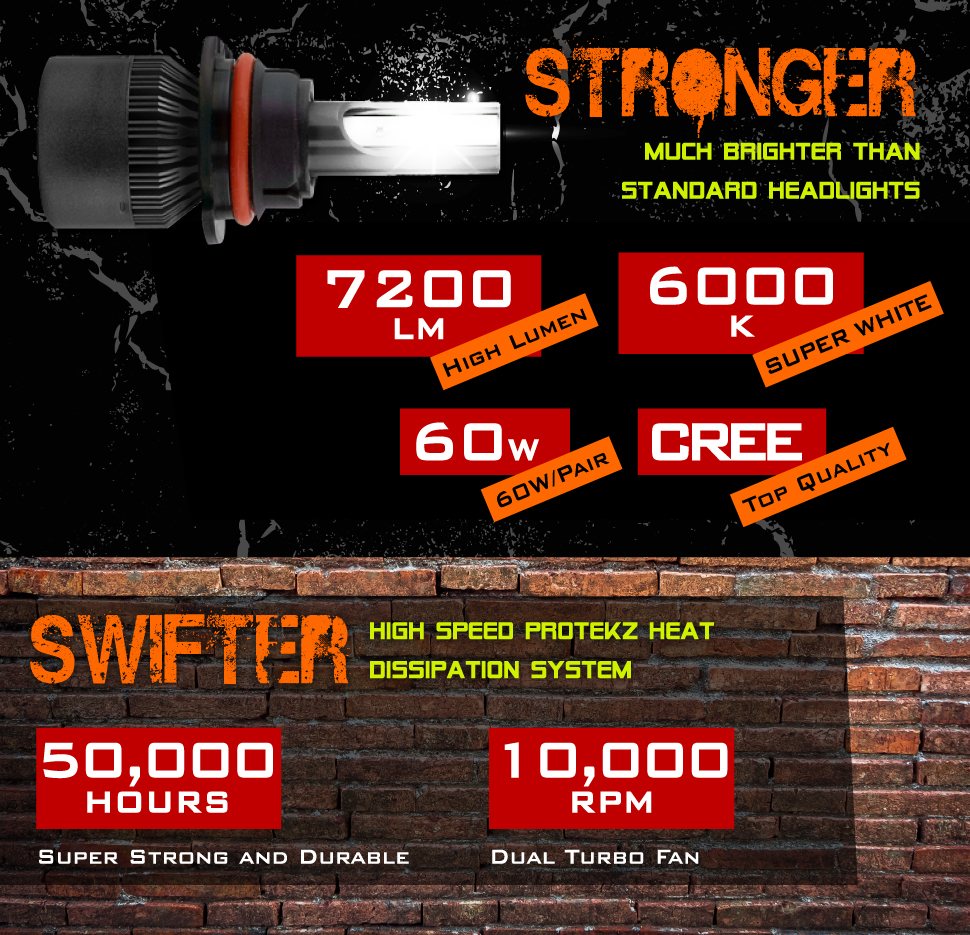 STRONGER
MUCH BRIGHTER THAN
STANDARD HEADLIGHTS
7200
LM
High Lumen
6000
K
SUPER WHITE
60W
60W/Pair
CREE
Top Quality
SWIFTER
HIGH SPEED PROTEKZ HEAT
DISSIPATION SYSTEM
50,000
HOURS
Super Strong and Durable
10,000
RPM
Dual Turbo Fan